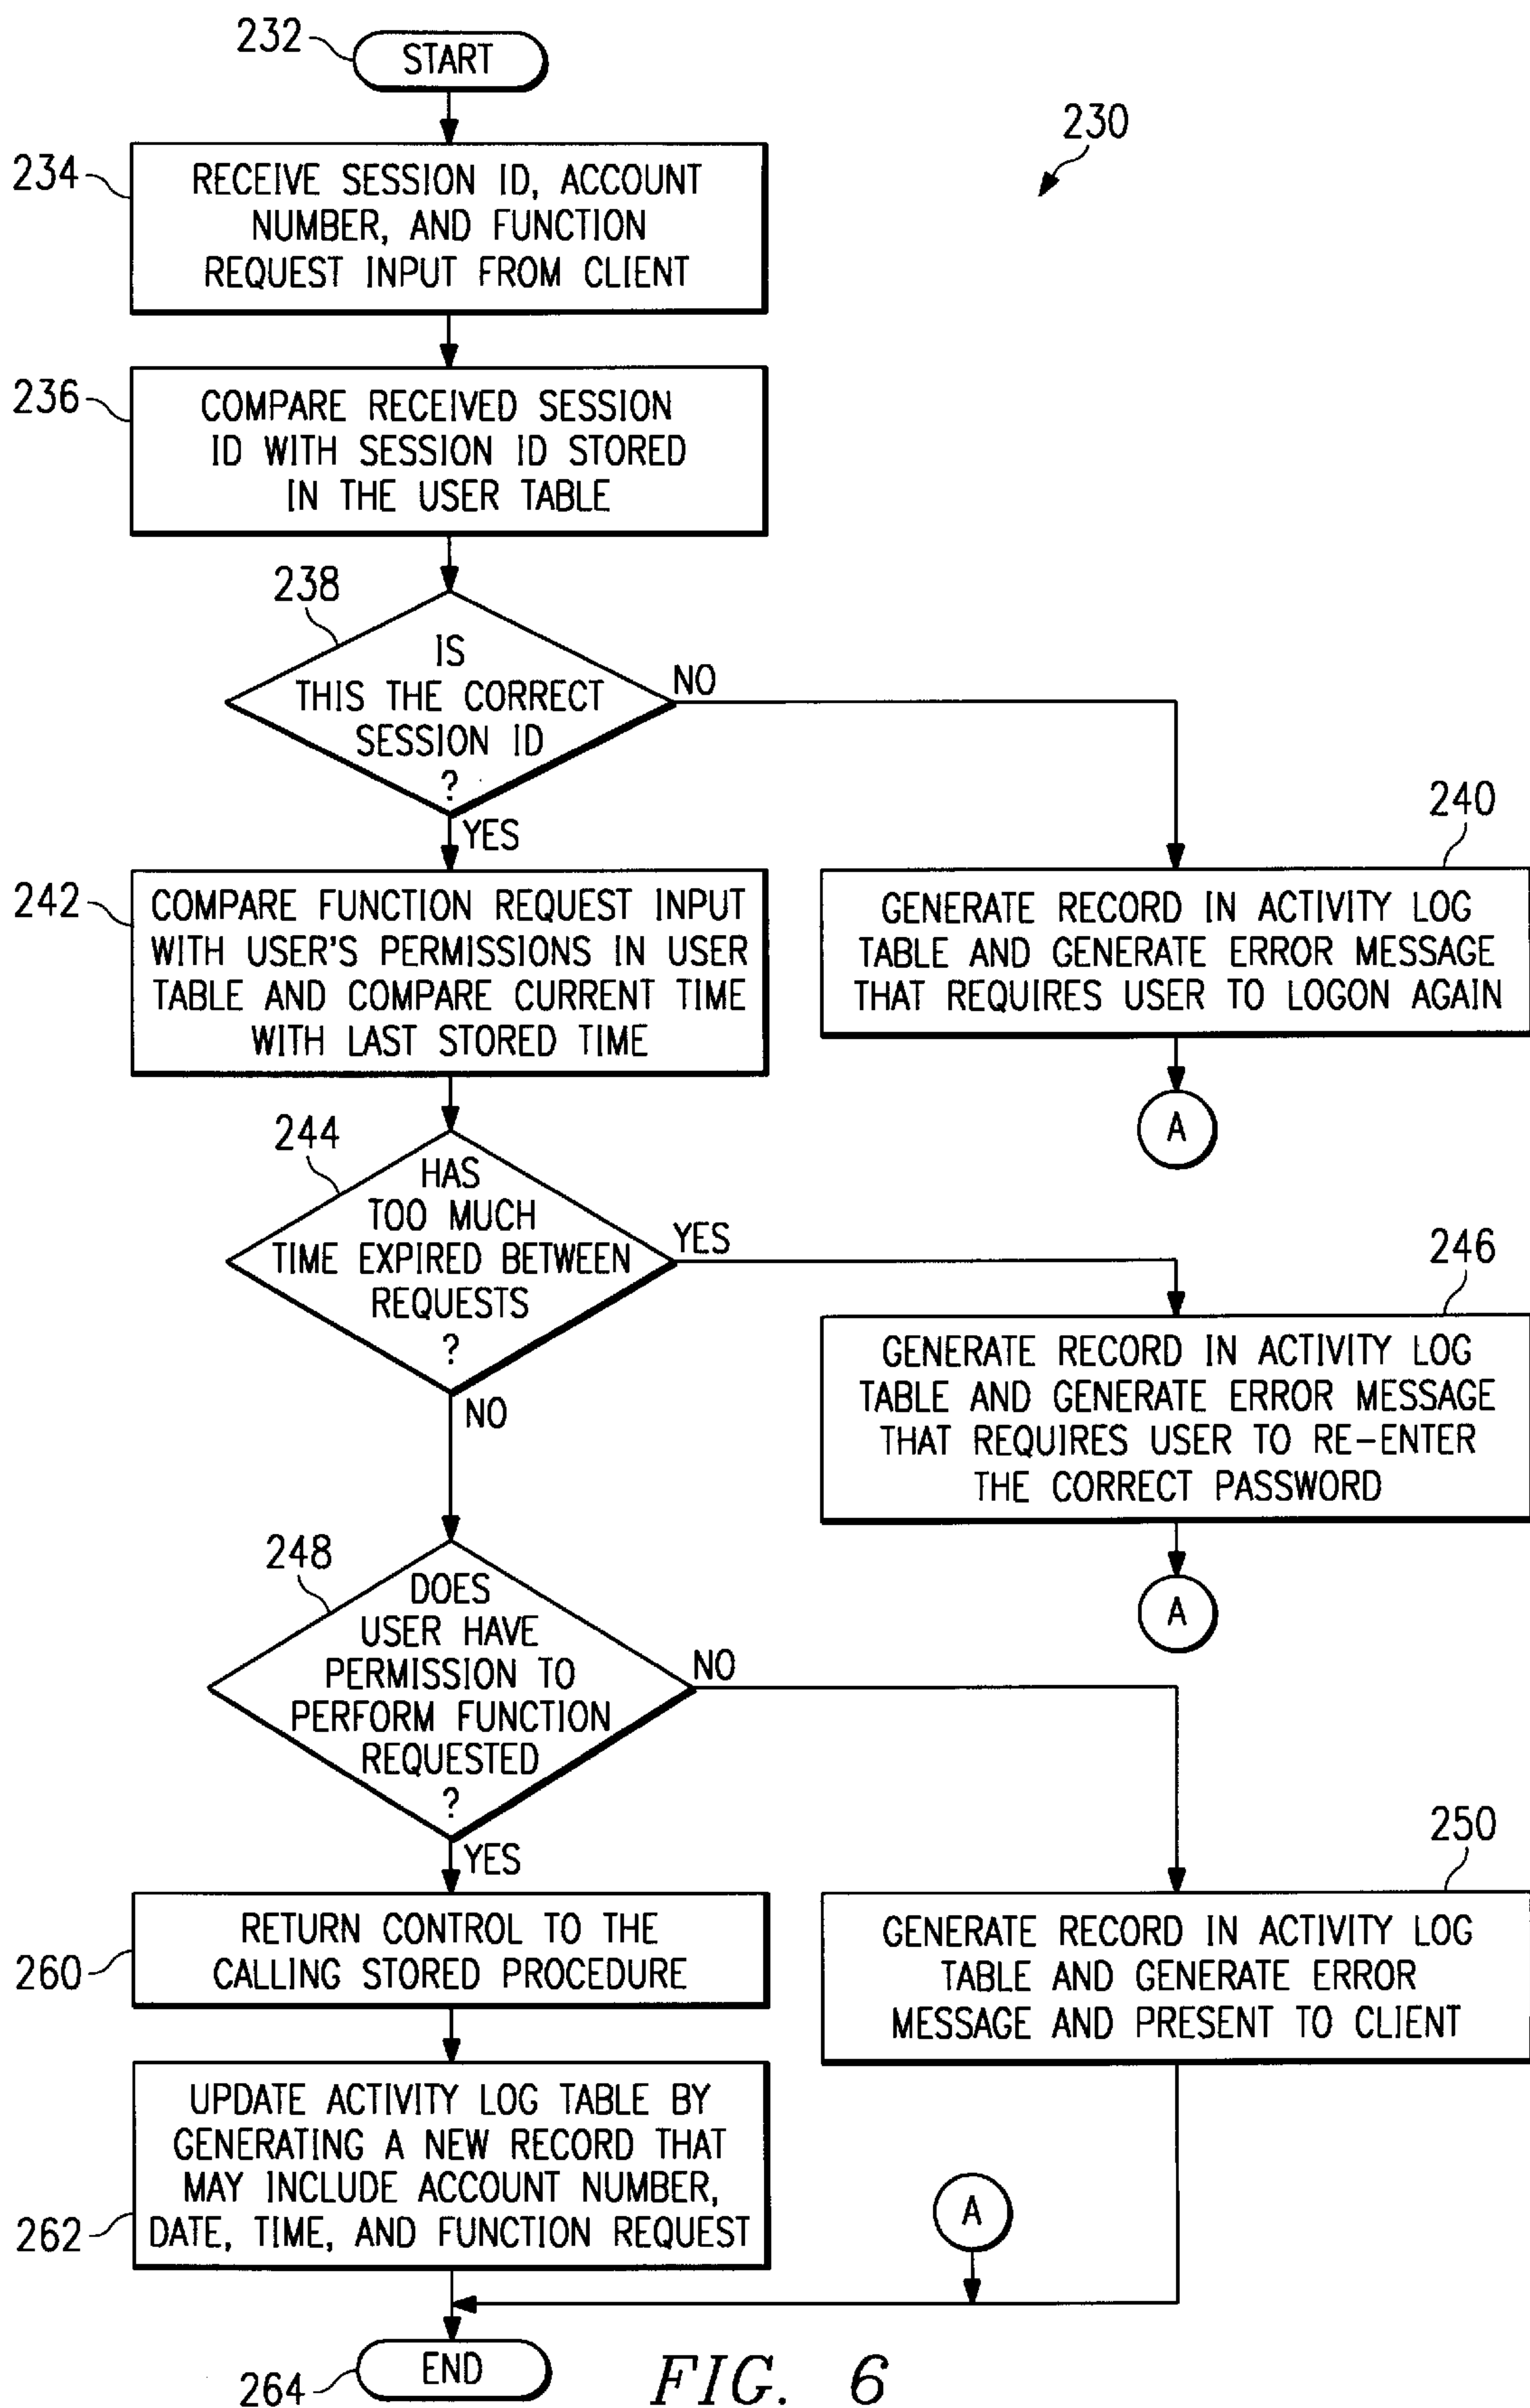 232
START
230
234
RECEIVE SESSION ID, ACCOUNT
NUMBER, AND FUNCTION
REQUEST INPUT FROM CLIENT
236
COMPARE RECEIVED SESSION
ID WITH SESSION ID STORED
IN THE USER TABLE
238
IS
THIS THE CORRECT
SESSION ID
?
NO
YES
240
GENERATE RECORD IN ACTIVITY LOG
TABLE AND GENERATE ERROR MESSAGE
THAT REQUIRES USER TO LOGON AGAIN
A
242
COMPARE FUNCTION REQUEST INPUT
WITH USER'S PERMISSIONS IN USER
TABLE AND COMPARE CURRENT TIME
WITH LAST STORED TIME
244
HAS
TOO MUCH
TIME EXPIRED BETWEEN
REQUESTS
?
YES
NO
246
GENERATE RECORD IN ACTIVITY LOG
TABLE AND GENERATE ERROR MESSAGE
THAT REQUIRES USER TO RE-ENTER
THE CORRECT PASSWORD
A
248
DOES
USER HAVE
PERMISSION TO
PERFORM FUNCTION
REQUESTED
?
NO
YES
250
GENERATE RECORD IN ACTIVITY LOG
TABLE AND GENERATE ERROR
MESSAGE AND PRESENT TO CLIENT
260
RETURN CONTROL TO THE
CALLING STORED PROCEDURE
262
UPDATE ACTIVITY LOG TABLE BY
GENERATING A NEW RECORD THAT
MAY INCLUDE ACCOUNT NUMBER,
DATE, TIME, AND FUNCTION REQUEST
A
264
END
FIG. 6